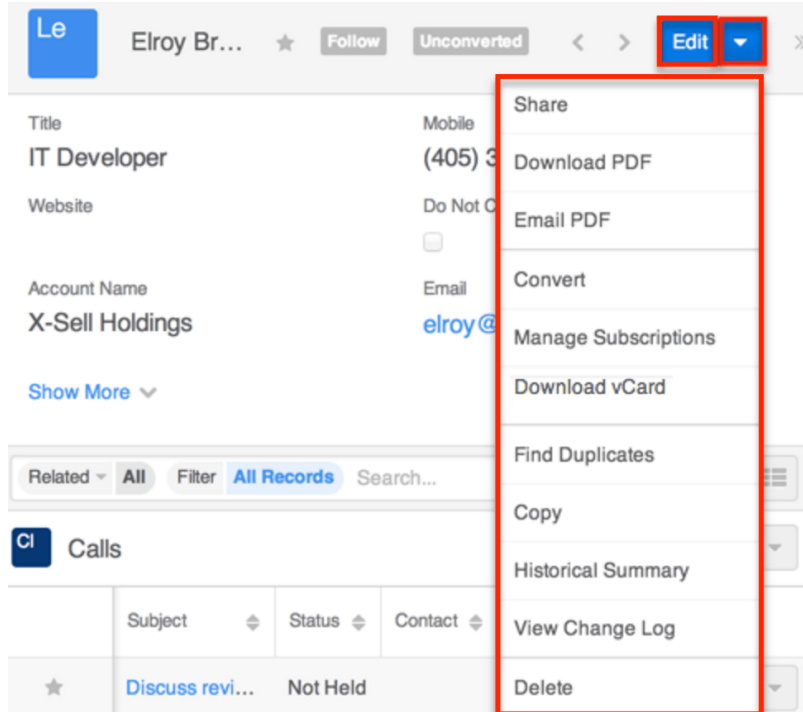 Le
Elroy Br... Follow Unconverted Edit
Title
IT Developer
Mobile
(405) 3
Website
Do Not C
Account Name
X-Sell Holdings
Email
elroy@
Show More
Share
Download PDF
Email PDF
Convert
Manage Subscriptions
Download vCard
Find Duplicates
Copy
Historical Summary
View Change Log
Delete
Related All Filter All Records Search...
Cl Calls
Subject Status Contact
Discuss revi... Not Held